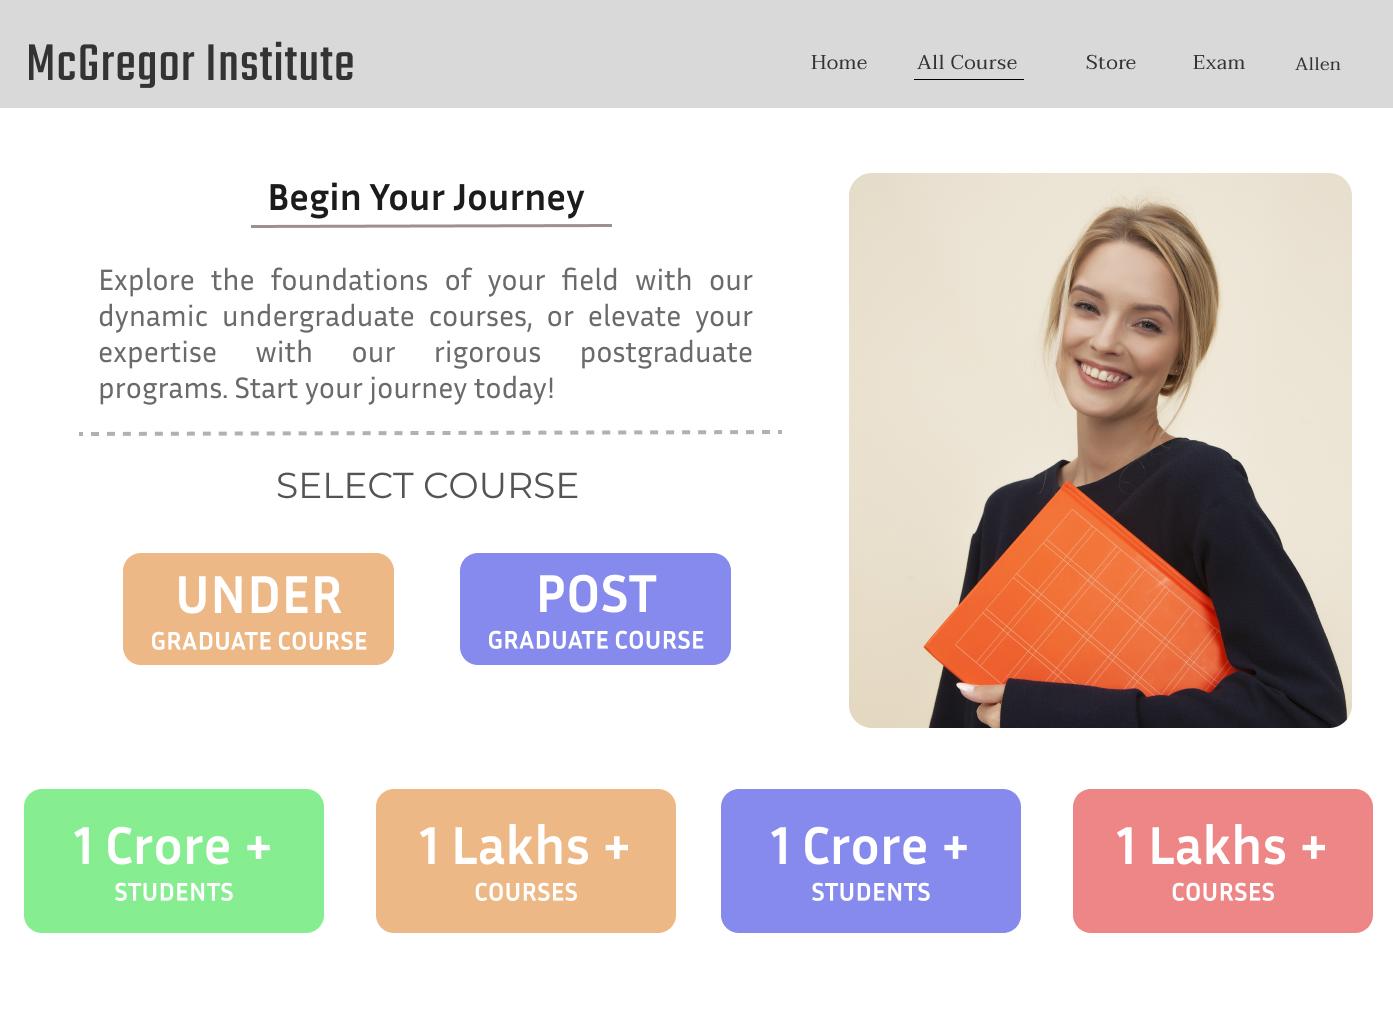 McGregor Institute
Home All Course Store Exam Allen
Begin Your Journey
Explore the foundations of your field with our
dynamic undergraduate courses, or elevate your
expertise with our rigorous postgraduate
programs. Start your journey today!
SELECT COURSE
UNDER
GRADUATE COURSE
POST
GRADUATE COURSE
1 Crore +
STUDENTS
1 Lakhs +
COURSES
1 Crore +
STUDENTS
1 Lakhs +
COURSES